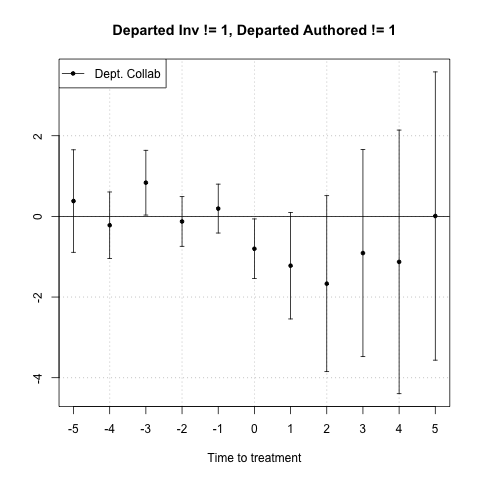 Departed Inv != 1, Departed Authored != 1
Dept. Collab
2
0
-2
-4
-5 -4 -3 -2 -1 0 1 2 3 4 5
Time to treatment